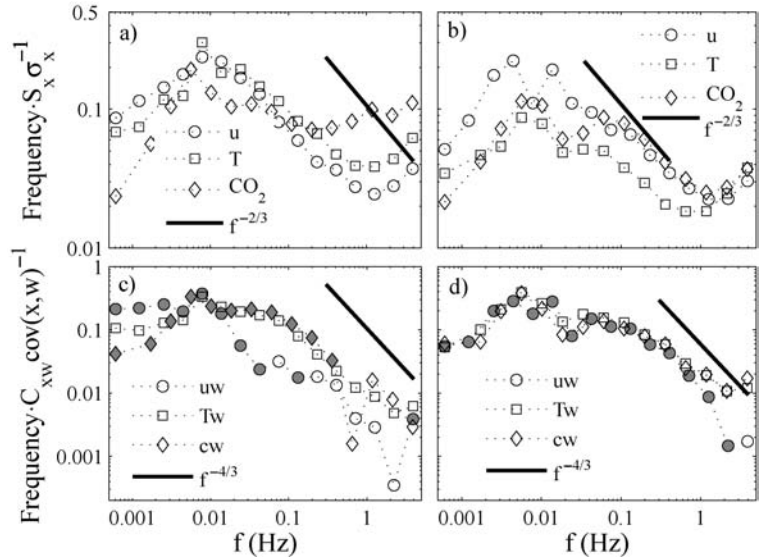 Frequency·SₓσX⁻¹
0.5
0.1
0.01
a)
u
T
CO₂
f⁻²/³
b)
u
T
CO₂
f⁻²/³
Frequency·Cₓw cov(x,w)⁻¹
1
0.1
0.01
0.001
c)
uw
Tw
cw
f⁻⁴/³
d)
uw
Tw
cw
f⁻⁴/³
0.001 0.01 0.1 1
0.001 0.01 0.1 1
f (Hz) f (Hz)